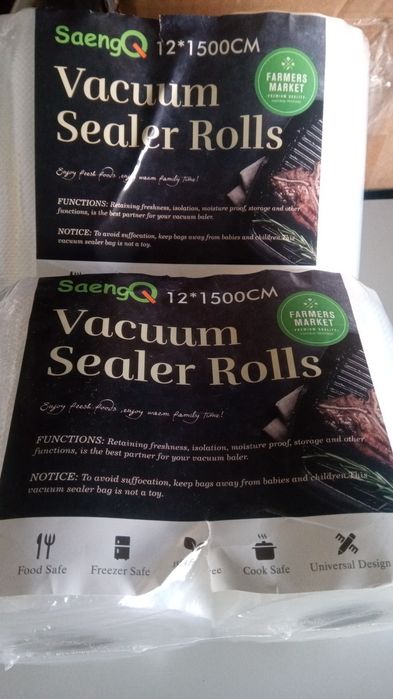 SaengQ 12*1500CM
FARMERS
MARKET
PREMIUM QUALITY
Vacuum
Sealer Rolls
Enjoy fresh foods, enjoy warm family time!
FUNCTIONS: Retaining freshness, isolation, moisture proof, storage and other
functions, is the best partner for your vacuum baler.
NOTICE: To avoid suffocation, keep bags away from babies and children.This
vacuum sealer bag is not a toy.
SaengQ 12*1500CM
FARMERS
MARKET
PREMIUM QUALITY
Vacuum
Sealer Rolls
Enjoy fresh foods, enjoy warm family time!
FUNCTIONS: Retaining freshness, isolation, moisture proof, storage and other
functions, is the best partner for your vacuum baler.
NOTICE: To avoid suffocation, keep bags away from babies and children.This
vacuum sealer bag is not a toy.
Food Safe
Freezer Safe
Cook Safe
Universal Design